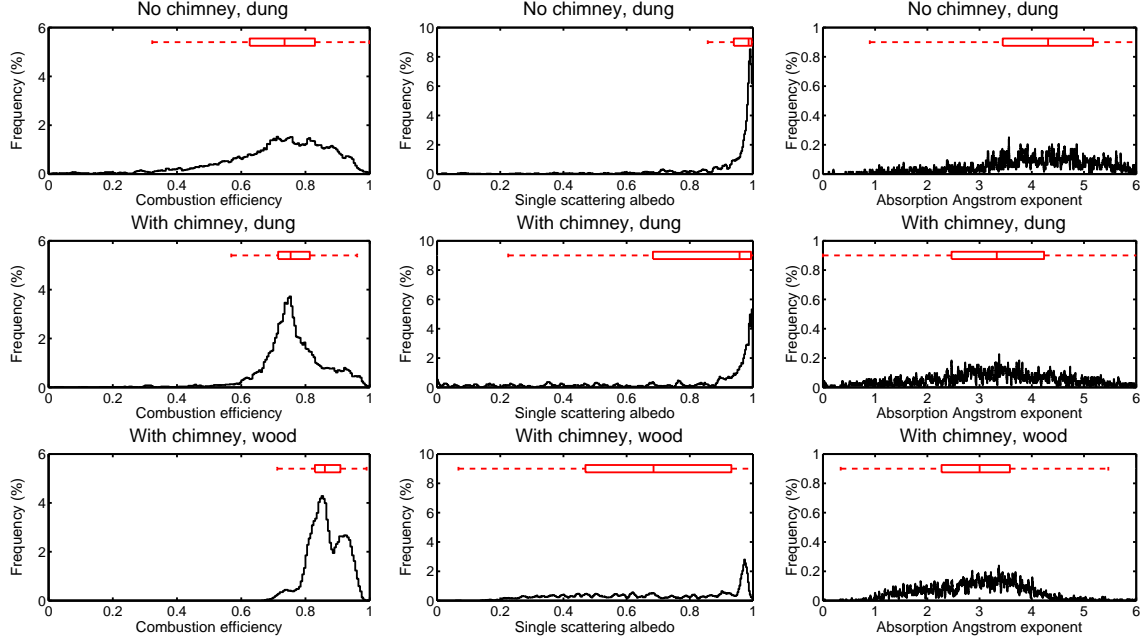 No chimney, dung
No chimney, dung
No chimney, dung
Frequency (%)
6
4
2
0
0 0.2 0.4 0.6 0.8 1
Combustion efficiency
Frequency (%)
10
8
6
4
2
0
0 0.2 0.4 0.6 0.8 1
Single scattering albedo
Frequency (%)
1
0.8
0.6
0.4
0.2
0
0 1 2 3 4 5 6
Absorption Angstrom exponent
With chimney, dung
With chimney, dung
With chimney, dung
Frequency (%)
6
4
2
0
0 0.2 0.4 0.6 0.8 1
Combustion efficiency
Frequency (%)
10
8
6
4
2
0
0 0.2 0.4 0.6 0.8 1
Single scattering albedo
Frequency (%)
1
0.8
0.6
0.4
0.2
0
0 1 2 3 4 5 6
Absorption Angstrom exponent
With chimney, wood
With chimney, wood
With chimney, wood
Frequency (%)
6
4
2
0
0 0.2 0.4 0.6 0.8 1
Combustion efficiency
Frequency (%)
10
8
6
4
2
0
0 0.2 0.4 0.6 0.8 1
Single scattering albedo
Frequency (%)
1
0.8
0.6
0.4
0.2
0
0 1 2 3 4 5 6
Absorption Angstrom exponent